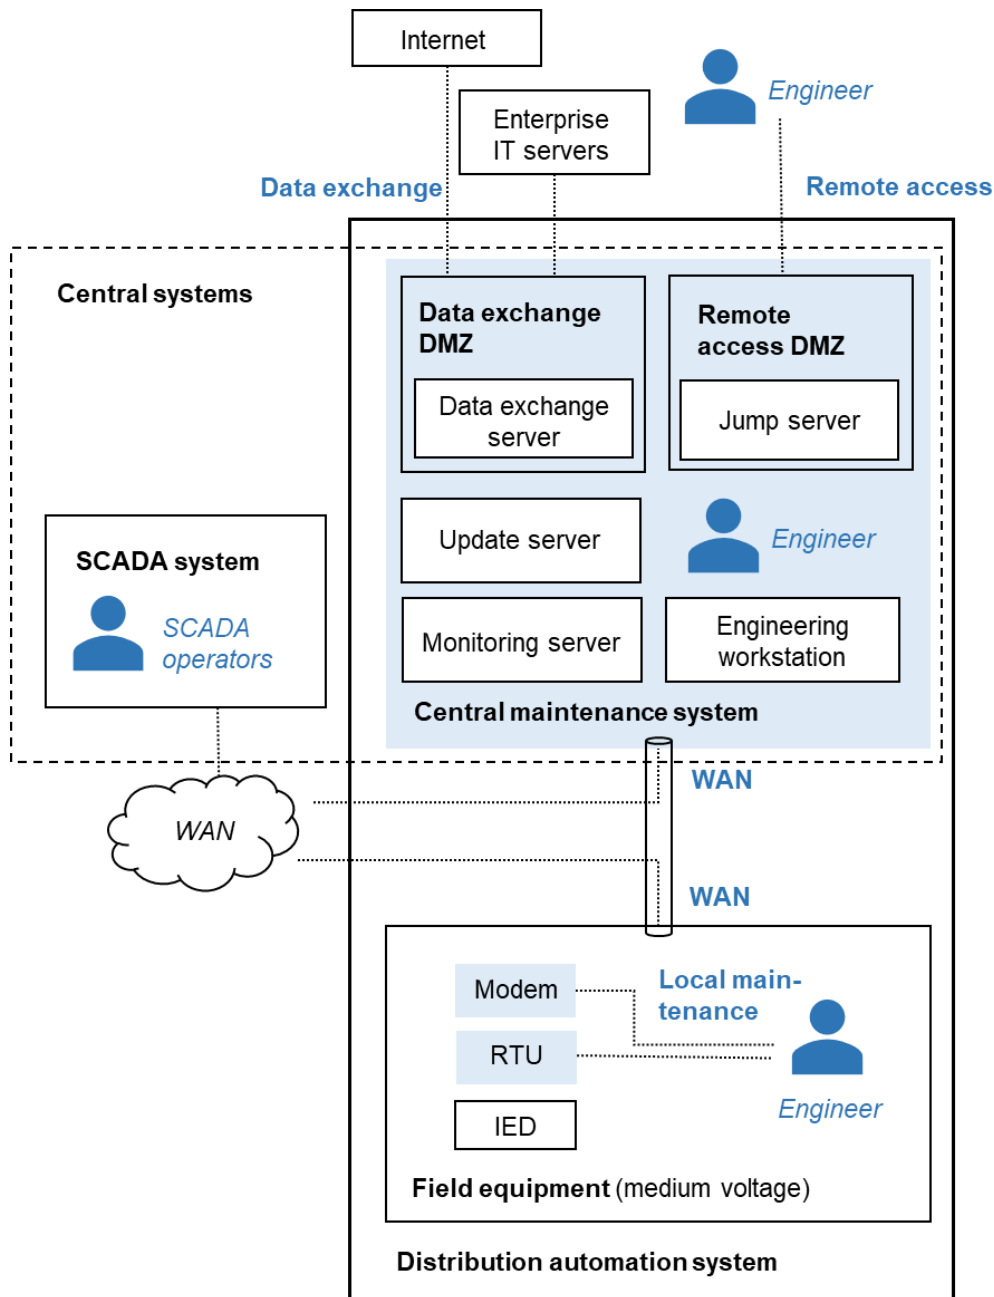 Internet
Engineer
Enterprise
IT servers
Data exchange
Remote access
Central systems
Data exchange
DMZ
Remote
access DMZ
Data exchange
server
Jump server
Update server
Engineer
SCADA system
SCADA
operators
Monitoring server
Engineering
workstation
Central maintenance system
WAN
WAN
WAN
Modem
Local main-
tenance
RTU
Engineer
IED
Field equipment (medium voltage)
Distribution automation system